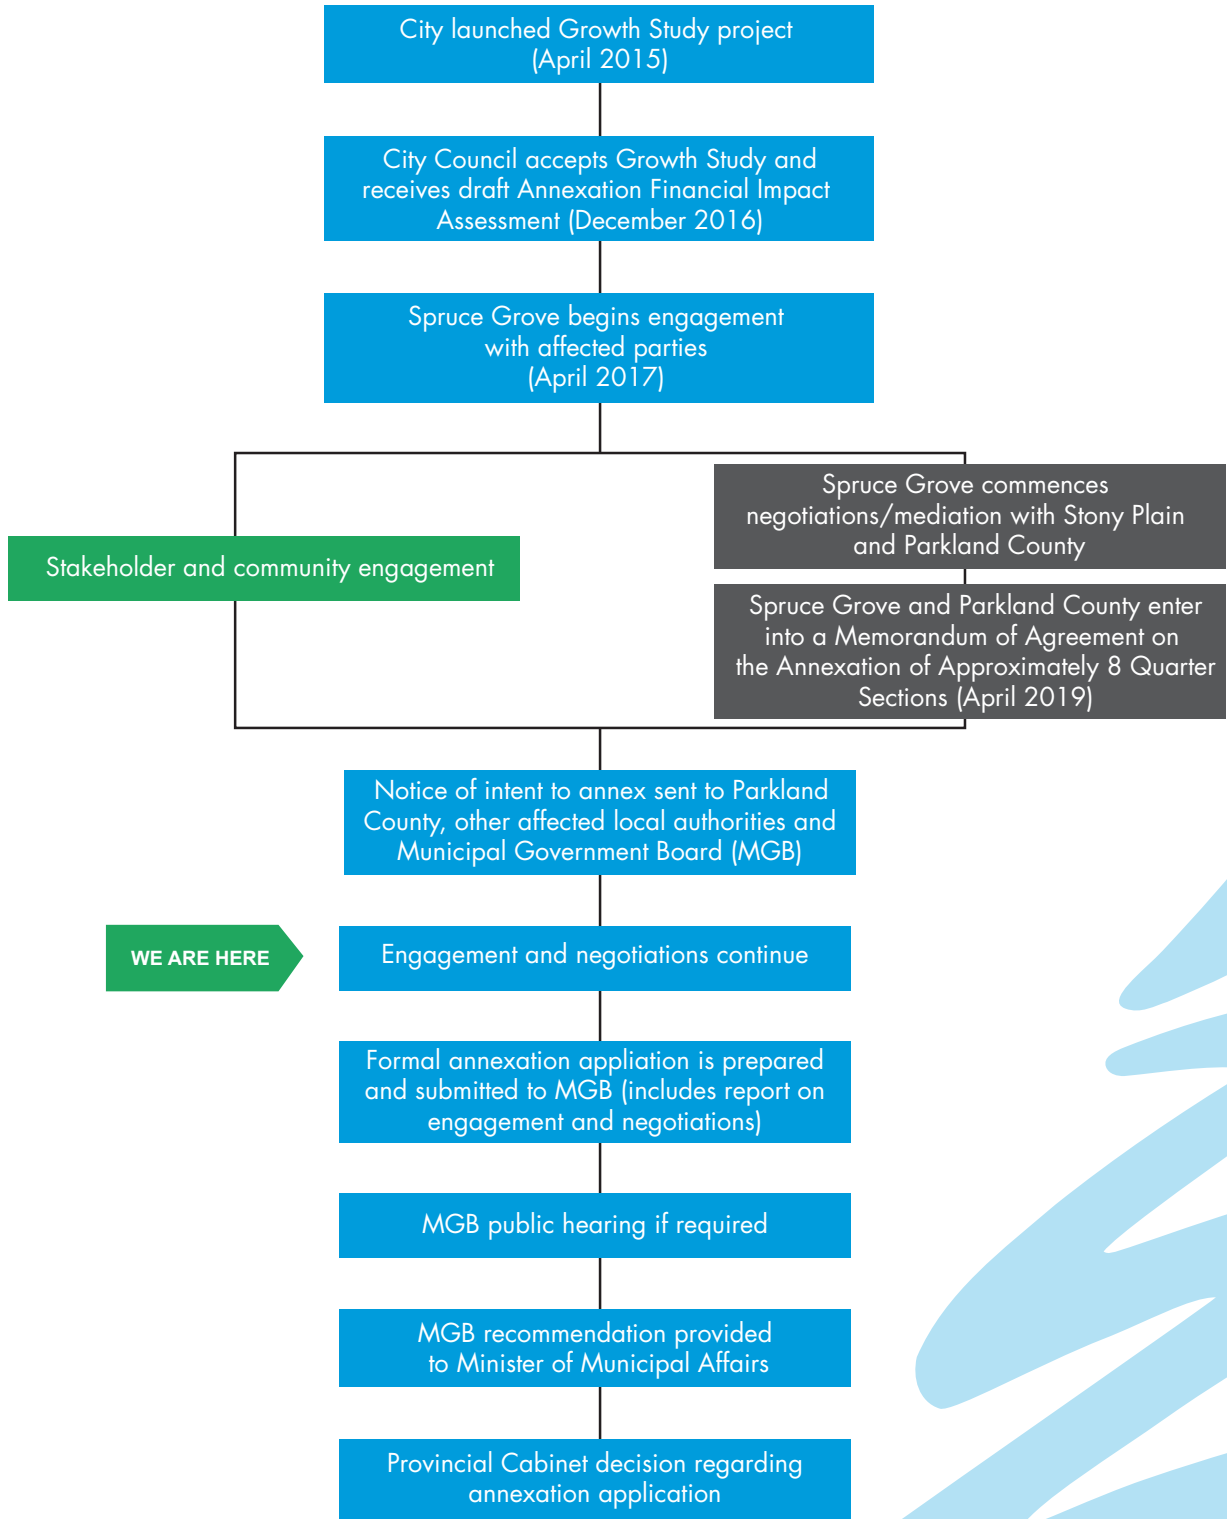 City launched Growth Study project
(April 2015)
City Council accepts Growth Study and
receives draft Annexation Financial Impact
Assessment (December 2016)
Spruce Grove begins engagement
with affected parties
(April 2017)
Stakeholder and community engagement
Spruce Grove commences
negotiations/mediation with Stony Plain
and Parkland County
Spruce Grove and Parkland County enter
into a Memorandum of Agreement on
the Annexation of Approximately 8 Quarter
Sections (April 2019)
Notice of intent to annex sent to Parkland
County, other affected local authorities and
Municipal Government Board (MGB)
WE ARE HERE
Engagement and negotiations continue
Formal annexation appliation is prepared
and submitted to MGB (includes report on
engagement and negotiations)
MGB public hearing if required
MGB recommendation provided
to Minister of Municipal Affairs
Provincial Cabinet decision regarding
annexation application